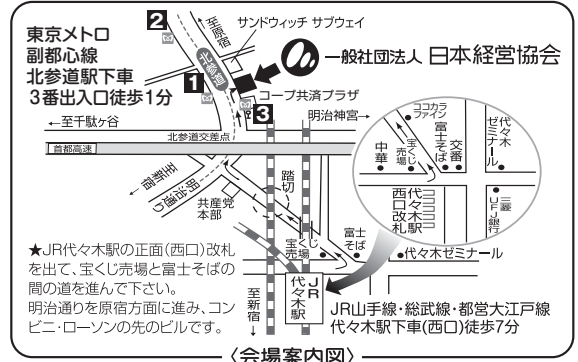 東京メトロ
副都心線
北参道駅下車
3番出入口徒歩1分
2
至原宿
サンドウィッチ サブウェイ
北参道
一般社団法人 日本経営協会
1
コープ共済プラザ
3
明治神宮→
←至千駄ヶ谷
北参道交差点
首都高速
至新宿
明治通り
共産党
本部
踏切
ココカラ
ファイン
中華
宝くじ
売場
富士そば
交番
代々木
ゼミナール
代々木駅
西口改札
三菱
UFJ銀行
宝くじ
売場
富士
そば
代々木ゼミナール
★JR代々木駅の正面(西口)改札
を出て、宝くじ売場と富士そばの
間の道を進んで下さい。
明治通りを原宿方面に進み、コン
ビニ・ローソンの先のビルです。
至新宿↓
JR
代々木駅
JR山手線・総武線・都営大江戸線
代々木駅下車(西口)徒歩7分
〈会場案内図〉